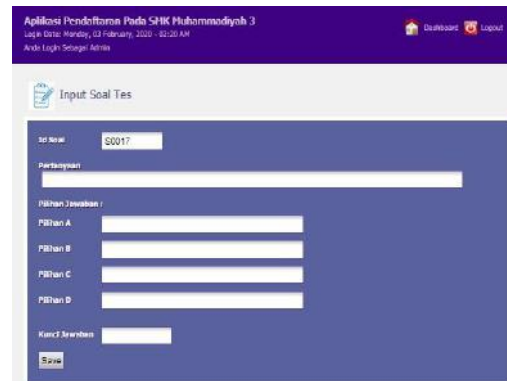 Aplikasi Pendaftaran Pada SMK Muhammadiyah 3
Login Date: Monday, 03 February, 2020 - 02:20 AM
Anda Login Sebagai Admin
Dashboard Logout
Input Soal Tes
Id Soal S0017
Pertanyaan
Pilihan Jawaban :
Pilihan A
Pilihan B
Pilihan C
Pilihan D
Kunci Jawaban
Save